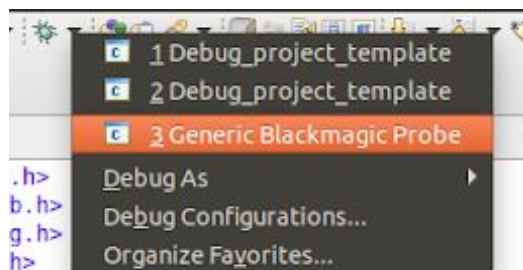 1 Debug_project_template
2 Debug_project_template
3 Generic Blackmagic Probe
.h>
Debug As
b.h>
Debug Configurations...
g.h>
Organize Favorites...
h>